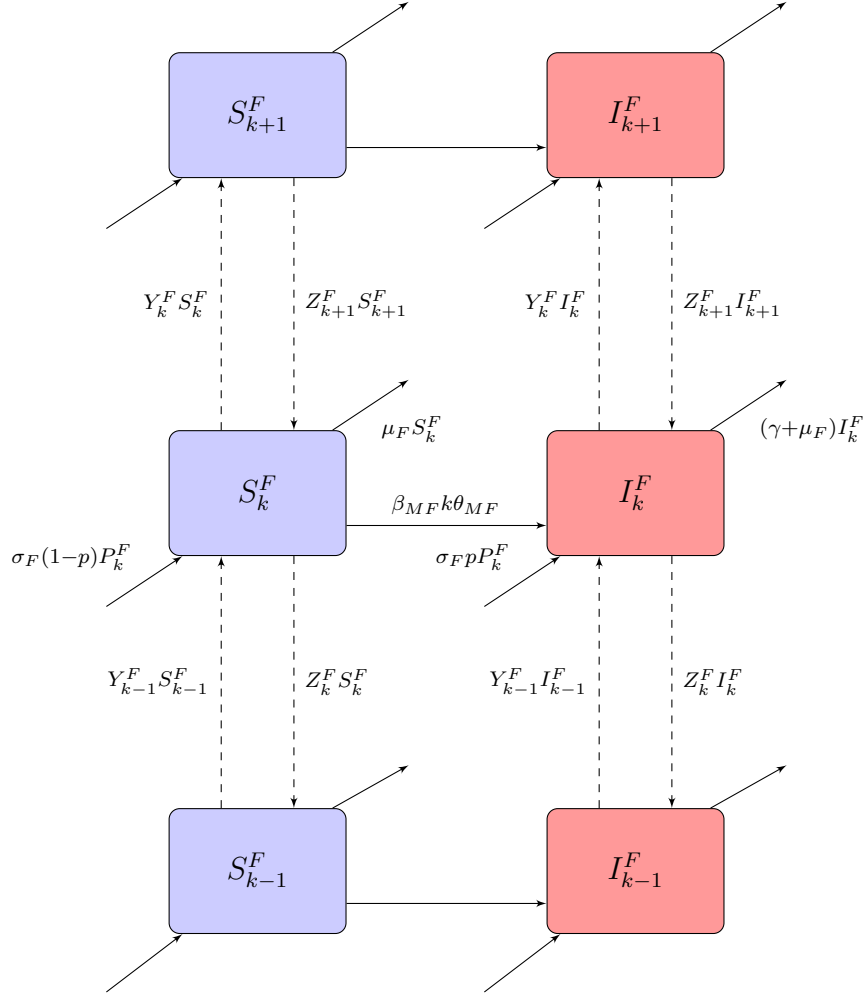 S^F_{k+1}
I^F_{k+1}
Y^F_k S^F_k
Z^F_{k+1} S^F_{k+1}
Y^F_k I^F_k
Z^F_{k+1} I^F_{k+1}
μ_F S^F_k
(γ+μ_F)I^F_k
S^F_k
I^F_k
β_{MF} kθ_{MF}
σ_F(1−p)P^F_k
σ_F pP^F_k
Y^F_{k−1} S^F_{k−1}
Z^F_k S^F_k
Y^F_{k−1} I^F_{k−1}
Z^F_k I^F_k
S^F_{k−1}
I^F_{k−1}